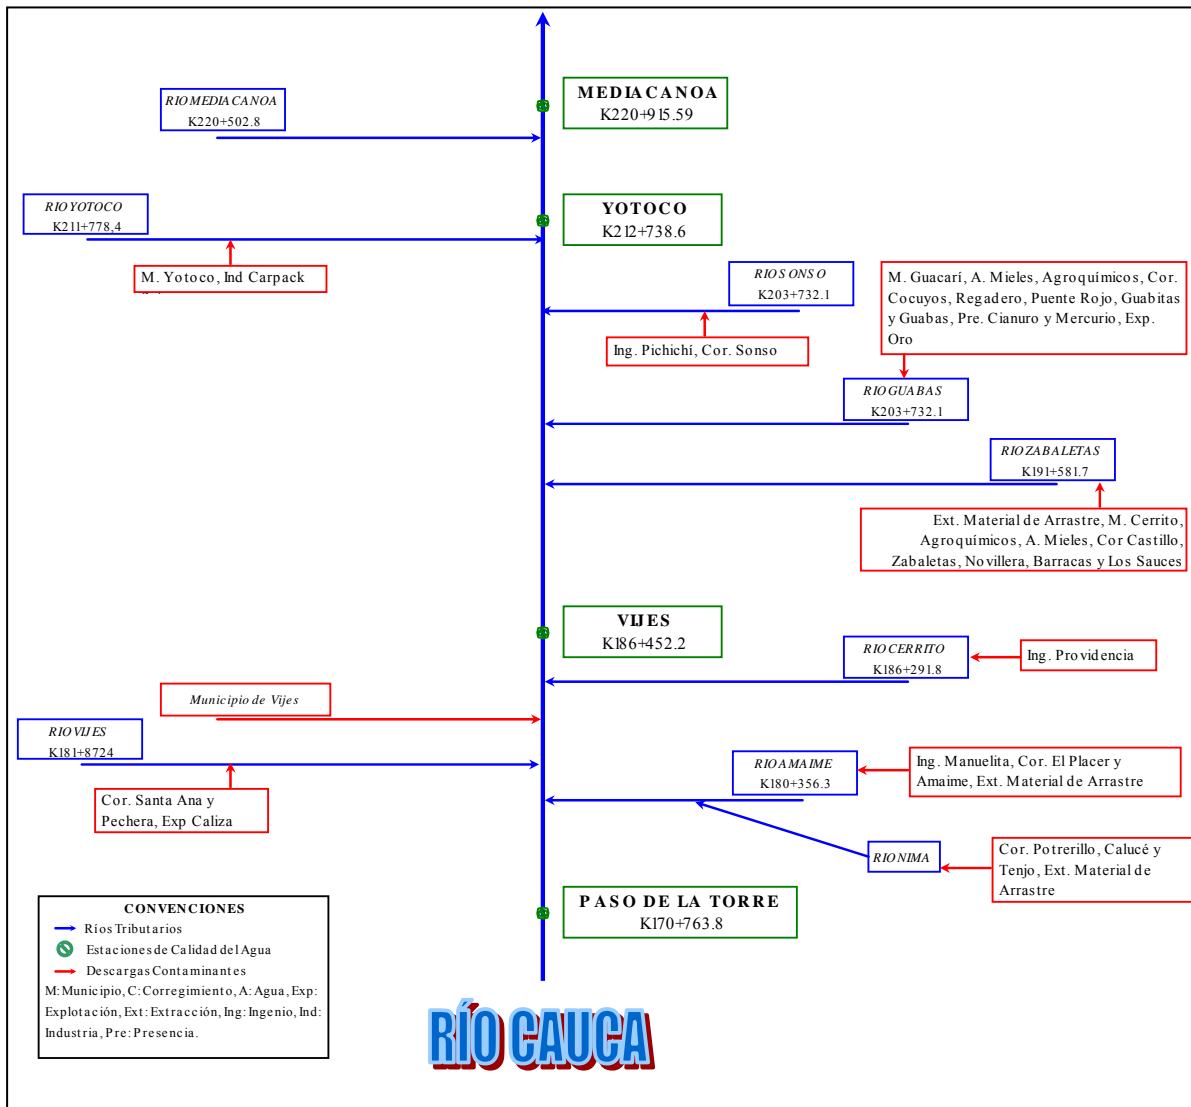 MEDIACANOA
K220+915.59
RIO MEDIACANOA
K220+502.8
RIO YOTOCO
K211+778,4
YOTOCO
K212+738.6
M. Yotoco, Ind Carpack
RIO SONSO
K203+732.1
M. Guacarí, A. Mieles, Agroquímicos, Cor.
Cocuyos, Regadero, Puente Rojo, Guabitas
y Guabas, Pre. Cianuro y Mercurio, Exp.
Oro
Ing. Pichichí, Cor. Sonso
RIO GUABAS
K203+732.1
RIO ZABALETAS
K191+581.7
Ext. Material de Arrastre, M. Cerrito,
Agroquímicos, A. Mieles, Cor Castillo,
Zabaletas, Novillera, Barracas y Los Sauces
VIJES
K186+452.2
RIO CERRITO
K186+291.8
Ing. Providencia
Municipio de Vijes
RIO VIJES
K181+8724
Cor. Santa Ana y
Pechera, Exp Caliza
RIO AMAIME
K180+356.3
Ing. Manuelita, Cor. El Placer y
Amaime, Ext. Material de Arrastre
RIO NIMA
Cor. Potrerillo, Calucé y
Tenjo, Ext. Material de
Arrastre
PASO DE LA TORRE
K170+763.8
CONVENCIONES
Ríos Tributarios
Estaciones de Calidad del Agua
Descargas Contaminantes
M: Municipio, C: Corregimiento, A: Agua, Exp:
Explotación, Ext: Extracción, Ing: Ingenio, Ind:
Industria, Pre: Presencia.
RÍO CAUCA